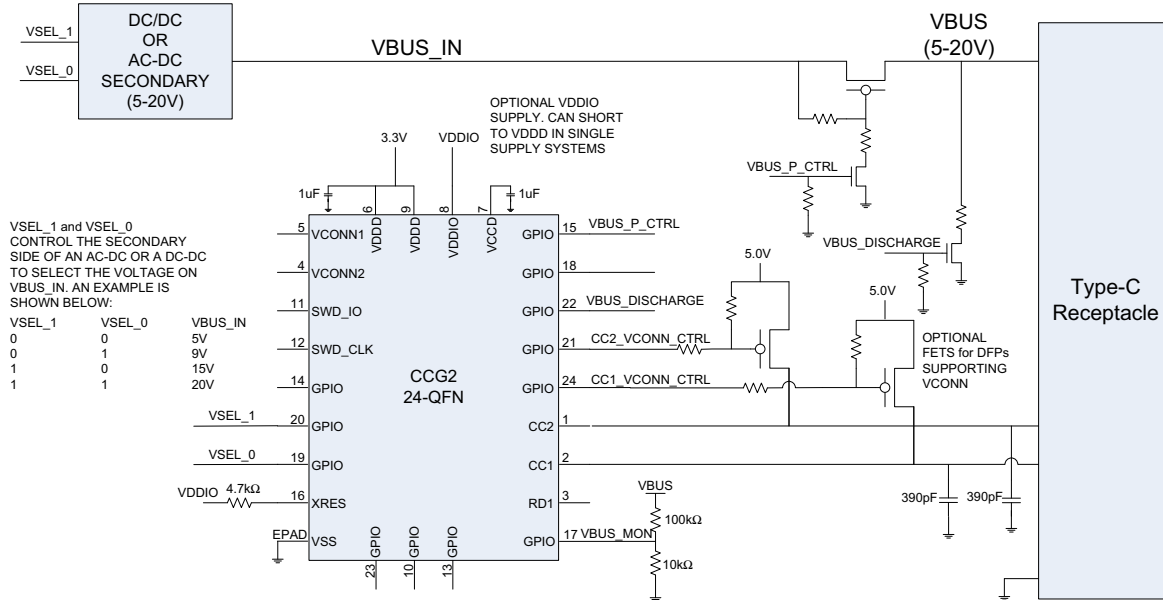 VSEL_1
VSEL_0
DC/DC
OR
AC-DC
SECONDARY
(5-20V)
VBUS_IN
VBUS
(5-20V)
OPTIONAL VDDIO
SUPPLY. CAN SHORT
TO VDDD IN SINGLE
SUPPLY SYSTEMS
3.3V
VDDIO
1uF
1uF
6
9
8
7
VDDD
VDDD
VDDIO
VCCD
VBUS_P_CTRL
VBUS_DISCHARGE
5.0V
5.0V
OPTIONAL
FETS for DFPs
SUPPORTING
VCONN
Type-C
Receptacle
VSEL_1 and VSEL_0
CONTROL THE SECONDARY
SIDE OF AN AC-DC OR A DC-DC
TO SELECT THE VOLTAGE ON
VBUS_IN. AN EXAMPLE IS
SHOWN BELOW:
VSEL_1 VSEL_0 VBUS_IN
0 0 5V
0 1 9V
1 0 15V
1 1 20V
5 VCONN1
4 VCONN2
11 SWD_IO
12 SWD_CLK
14 GPIO
VSEL_1 20 GPIO
VSEL_0 19 GPIO
VDDIO 4.7kΩ 16 XRES
EPAD VSS
CCG2
24-QFN
GPIO 15 VBUS_P_CTRL
GPIO 18
GPIO 22 VBUS_DISCHARGE
GPIO 21 CC2_VCONN_CTRL
GPIO 24 CC1_VCONN_CTRL
CC2 1
CC1 2
RD1 3
GPIO 17 VBUS_MON
VBUS
100kΩ
10kΩ
390pF
390pF
GPIO
GPIO
GPIO
23
10
13